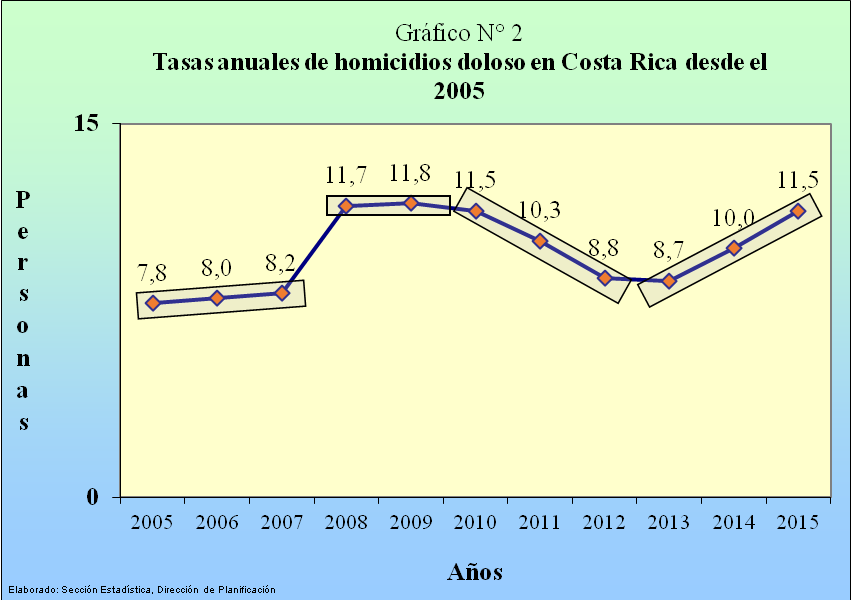 Gráfico N° 2
Tasas anuales de homicidios doloso en Costa Rica desde el
2005
15
Personas
7,8
8,0
8,2
11,7
11,8
11,5
10,3
8,8
8,7
10,0
11,5
0
2005 2006 2007 2008 2009 2010 2011 2012 2013 2014 2015
Años
Elaborado: Sección Estadística, Dirección de Planificación